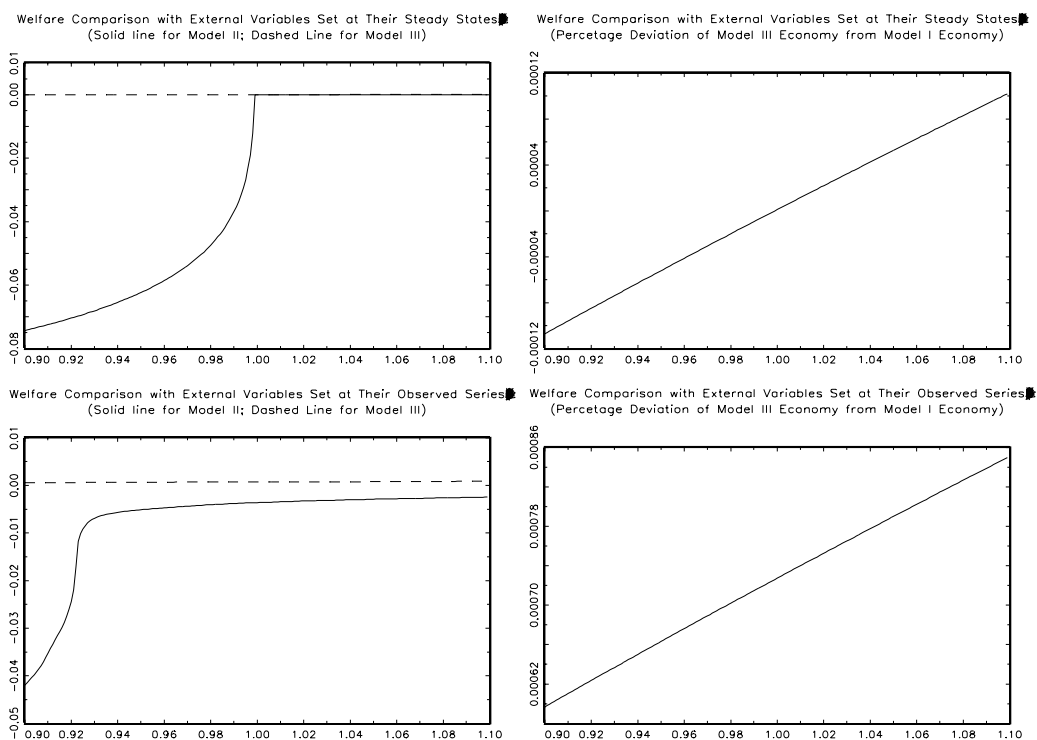 Welfare Comparison with External Variables Set at Their Steady States
(Solid line for Model II; Dashed Line for Model III)
0.01
0.00
-0.02
-0.04
-0.06
-0.08
0.90 0.92 0.94 0.96 0.98 1.00 1.02 1.04 1.06 1.08 1.10
Welfare Comparison with External Variables Set at Their Steady States
(Percetage Deviation of Model III Economy from Model I Economy)
0.00012
0.00004
-0.00004
-0.00012
0.90 0.92 0.94 0.96 0.98 1.00 1.02 1.04 1.06 1.08 1.10
Welfare Comparison with External Variables Set at Their Observed Series
(Solid line for Model II; Dashed Line for Model III)
0.01
0.00
-0.01
-0.02
-0.03
-0.04
-0.05
0.90 0.92 0.94 0.96 0.98 1.00 1.02 1.04 1.06 1.08 1.10
Welfare Comparison with External Variables Set at Their Observed Series
(Percetage Deviation of Model III Economy from Model I Economy)
0.00086
0.00078
0.00070
0.00062
0.90 0.92 0.94 0.96 0.98 1.00 1.02 1.04 1.06 1.08 1.10